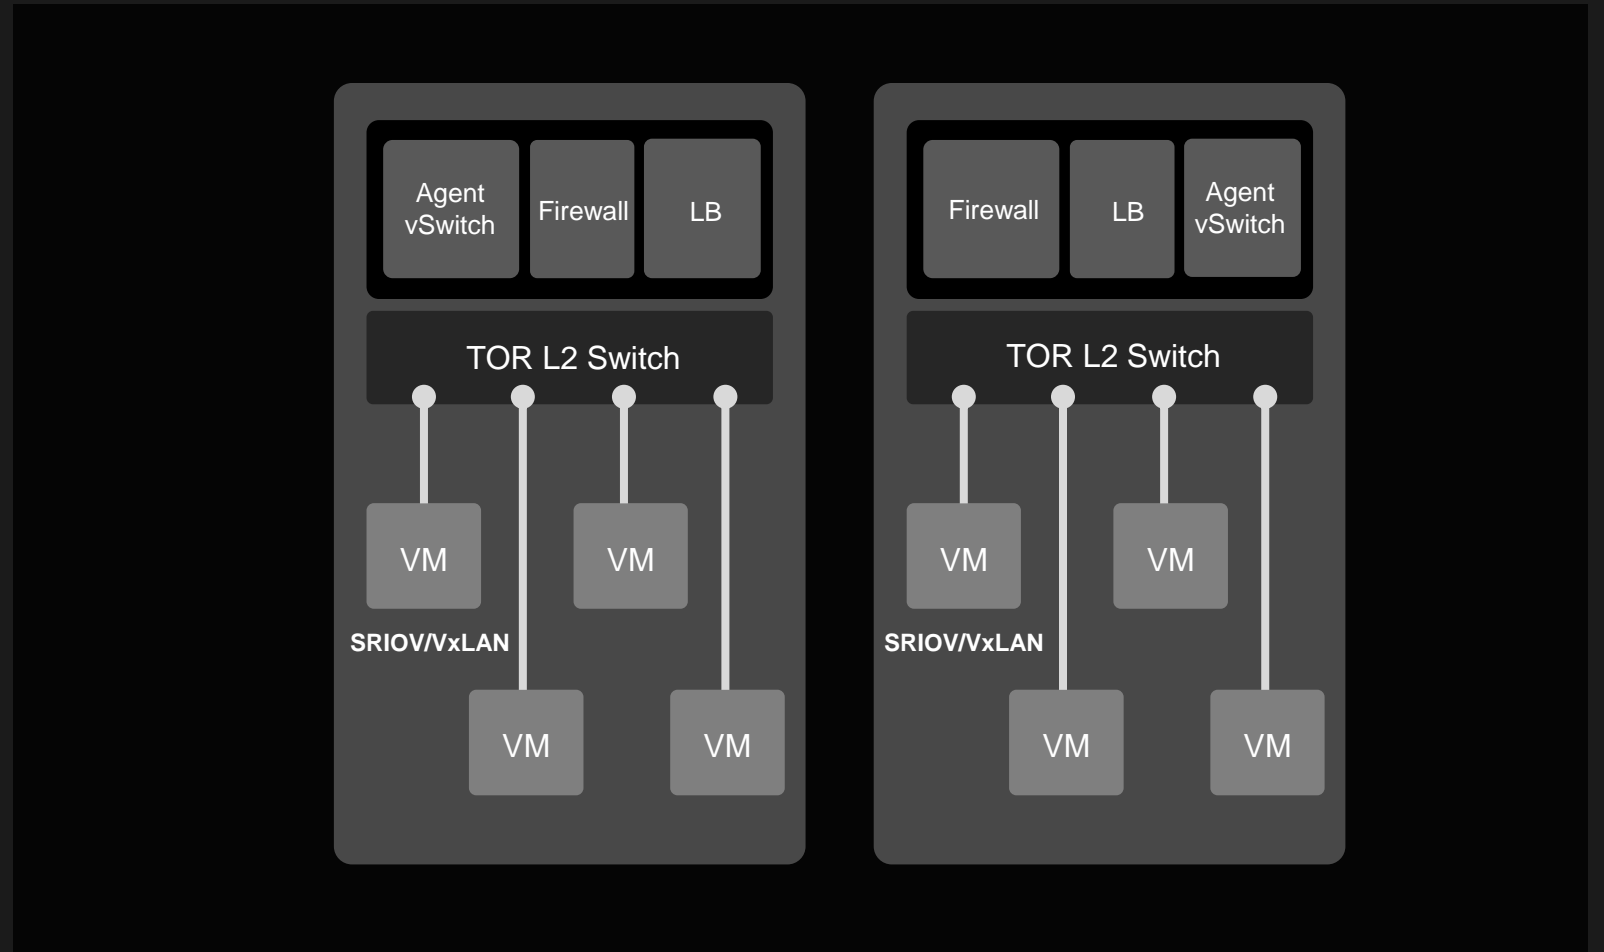 Agent
vSwitch
Firewall
LB
TOR L2 Switch
VM
VM
SRIOV/VxLAN
VM
VM
Firewall
LB
Agent
vSwitch
TOR L2 Switch
VM
VM
SRIOV/VxLAN
VM
VM